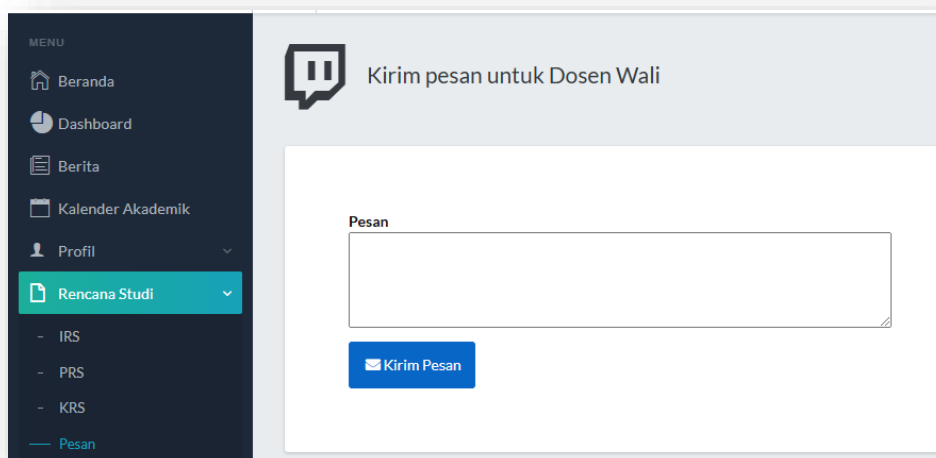 MENU
Beranda
Dashboard
Berita
Kalender Akademik
Profil
Rencana Studi
- IRS
- PRS
- KRS
— Pesan
Kirim pesan untuk Dosen Wali
Pesan
Kirim Pesan